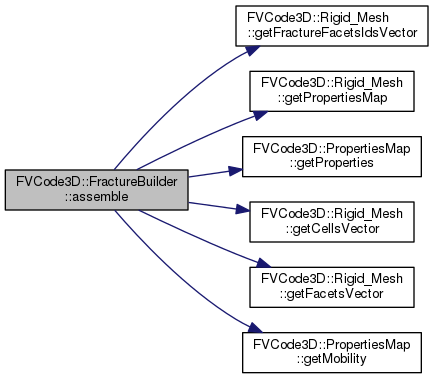 FVCode3D::FractureBuilder
::assemble
FVCode3D::Rigid_Mesh
::getFractureFacetsIdsVector
FVCode3D::Rigid_Mesh
::getPropertiesMap
FVCode3D::PropertiesMap
::getProperties
FVCode3D::Rigid_Mesh
::getCellsVector
FVCode3D::Rigid_Mesh
::getFacetsVector
FVCode3D::PropertiesMap
::getMobility